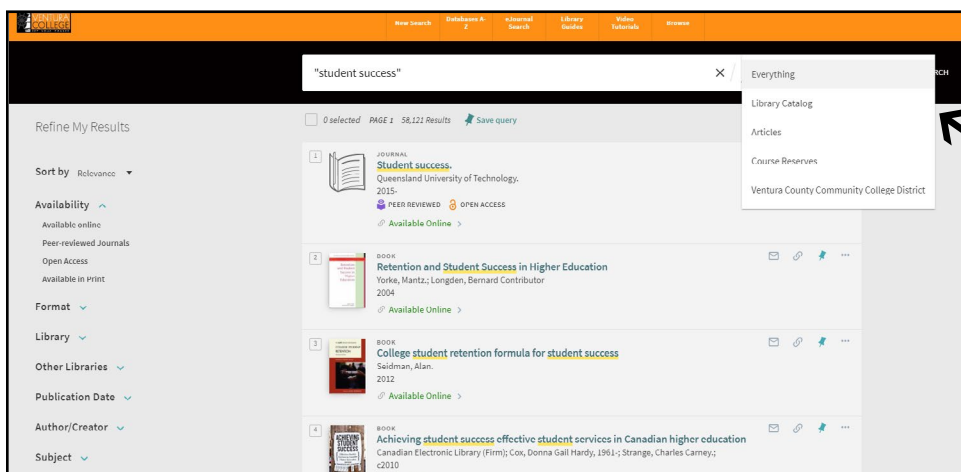 VENTURA
COLLEGE
New Search
Databases A-
Z
eJournal
Search
Library
Guides
Video
Tutorials
Browse
"student success"
Everything
Library Catalog
Articles
Course Reserves
Ventura County Community College District
RCH
Refine My Results
0 selected PAGE 1 58,121 Results Save query
Sort by Relevance
Availability
Available online
Peer-reviewed Journals
Open Access
Available in Print
Format
Library
Other Libraries
Publication Date
Author/Creator
Subject
1
JOURNAL
Student success.
Queensland University of Technology.
2015-
PEER REVIEWED OPEN ACCESS
Available Online
2
BOOK
Retention and Student Success in Higher Education
Yorke, Mantz.; Longden, Bernard Contributor
2004
Available Online
3
BOOK
College student retention formula for student success
Seidman, Alan.
2012
Available Online
4
ACHIEVING
STUDENT
SUCCESS
BOOK
Achieving student success effective student services in Canadian higher education
Canadian Electronic Library (Firm); Cox, Donna Gail Hardy, 1961-; Strange, Charles Carney.;
c2010